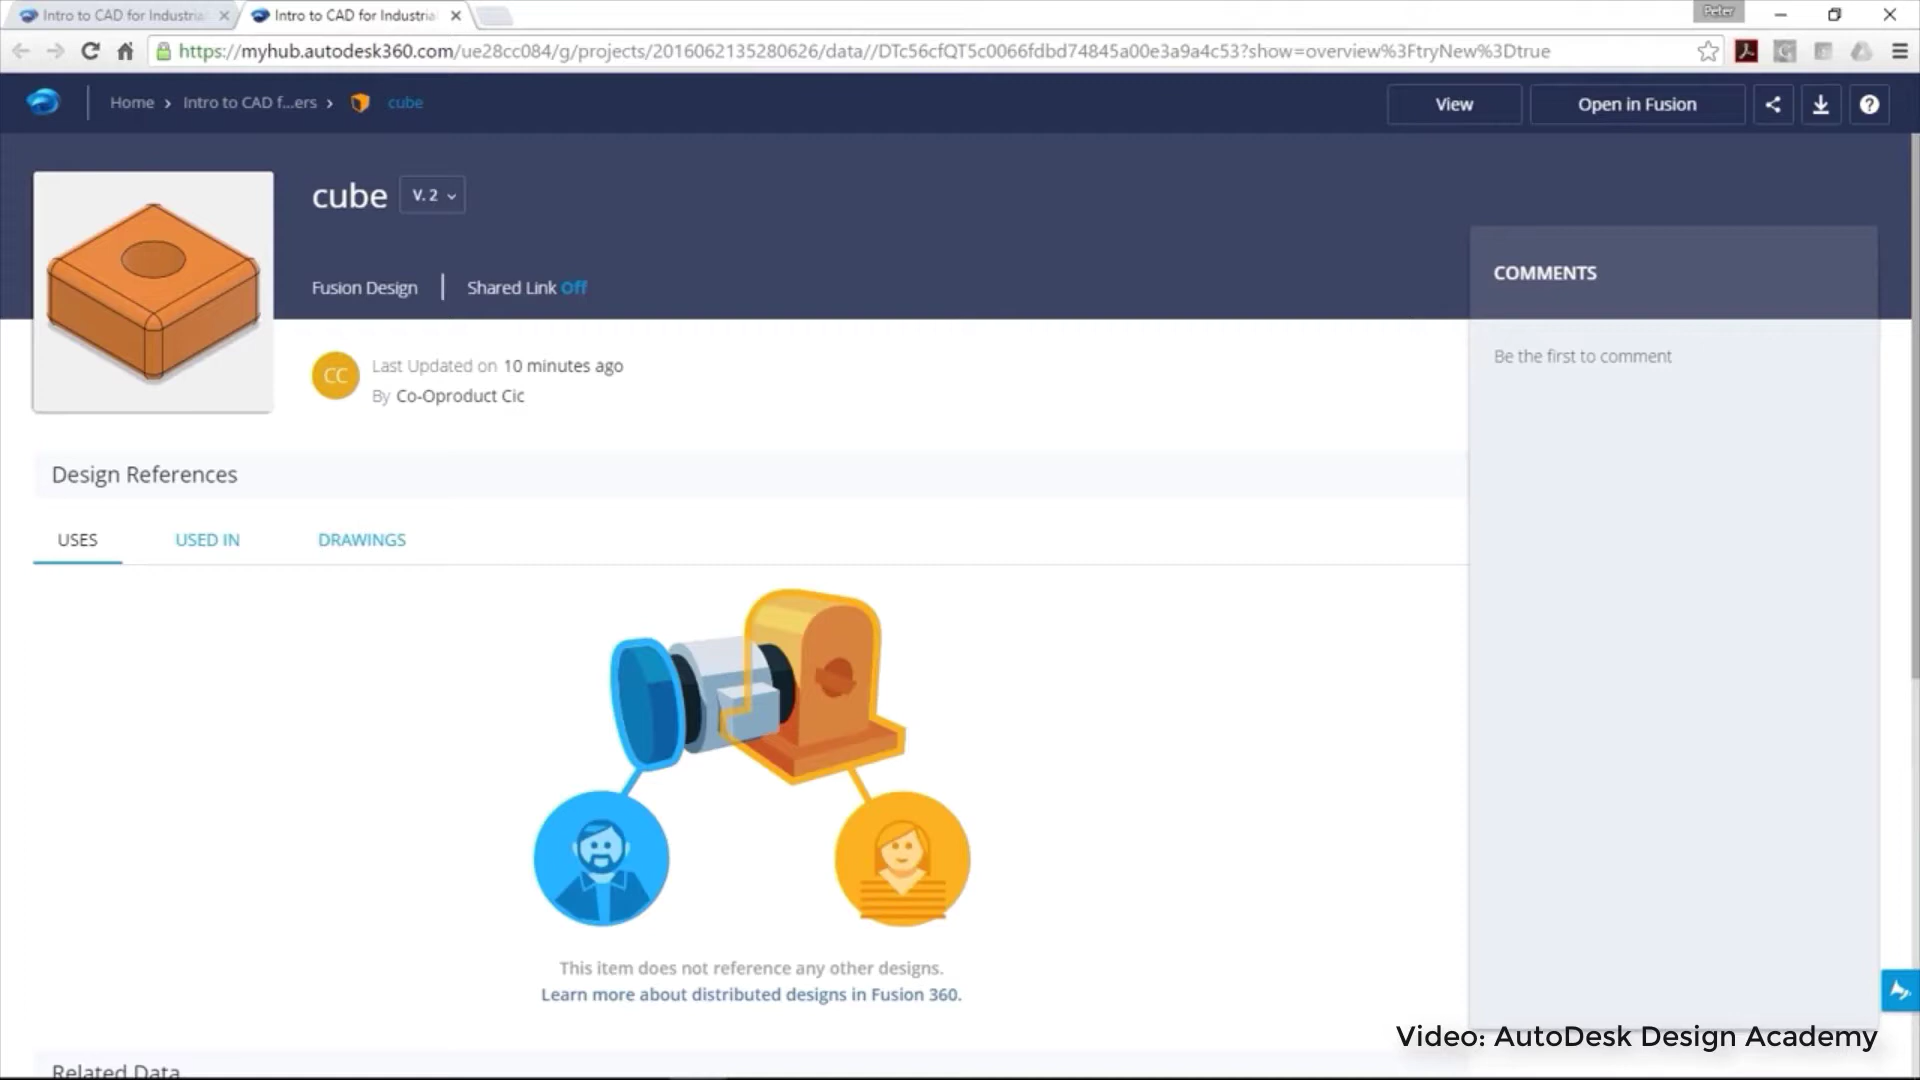 Intro to CAD for Industria
Intro to CAD for Industria
Peter
https://myhub.autodesk360.com/ue28cc084/g/projects/2016062135280626/data//DTc56cfQT5c0066fdbd74845a00e3a9a4c53?show=overview%3FtryNew%3Dtrue
Home > Intro to CAD f...ers > cube
View
Open in Fusion
cube V. 2
Fusion Design | Shared Link Off
CC
Last Updated on 10 minutes ago
By Co-Oproduct Cic
COMMENTS
Be the first to comment
Design References
USES
USED IN
DRAWINGS
This item does not reference any other designs.
Learn more about distributed designs in Fusion 360.
Video: AutoDesk Design Academy
Related Data